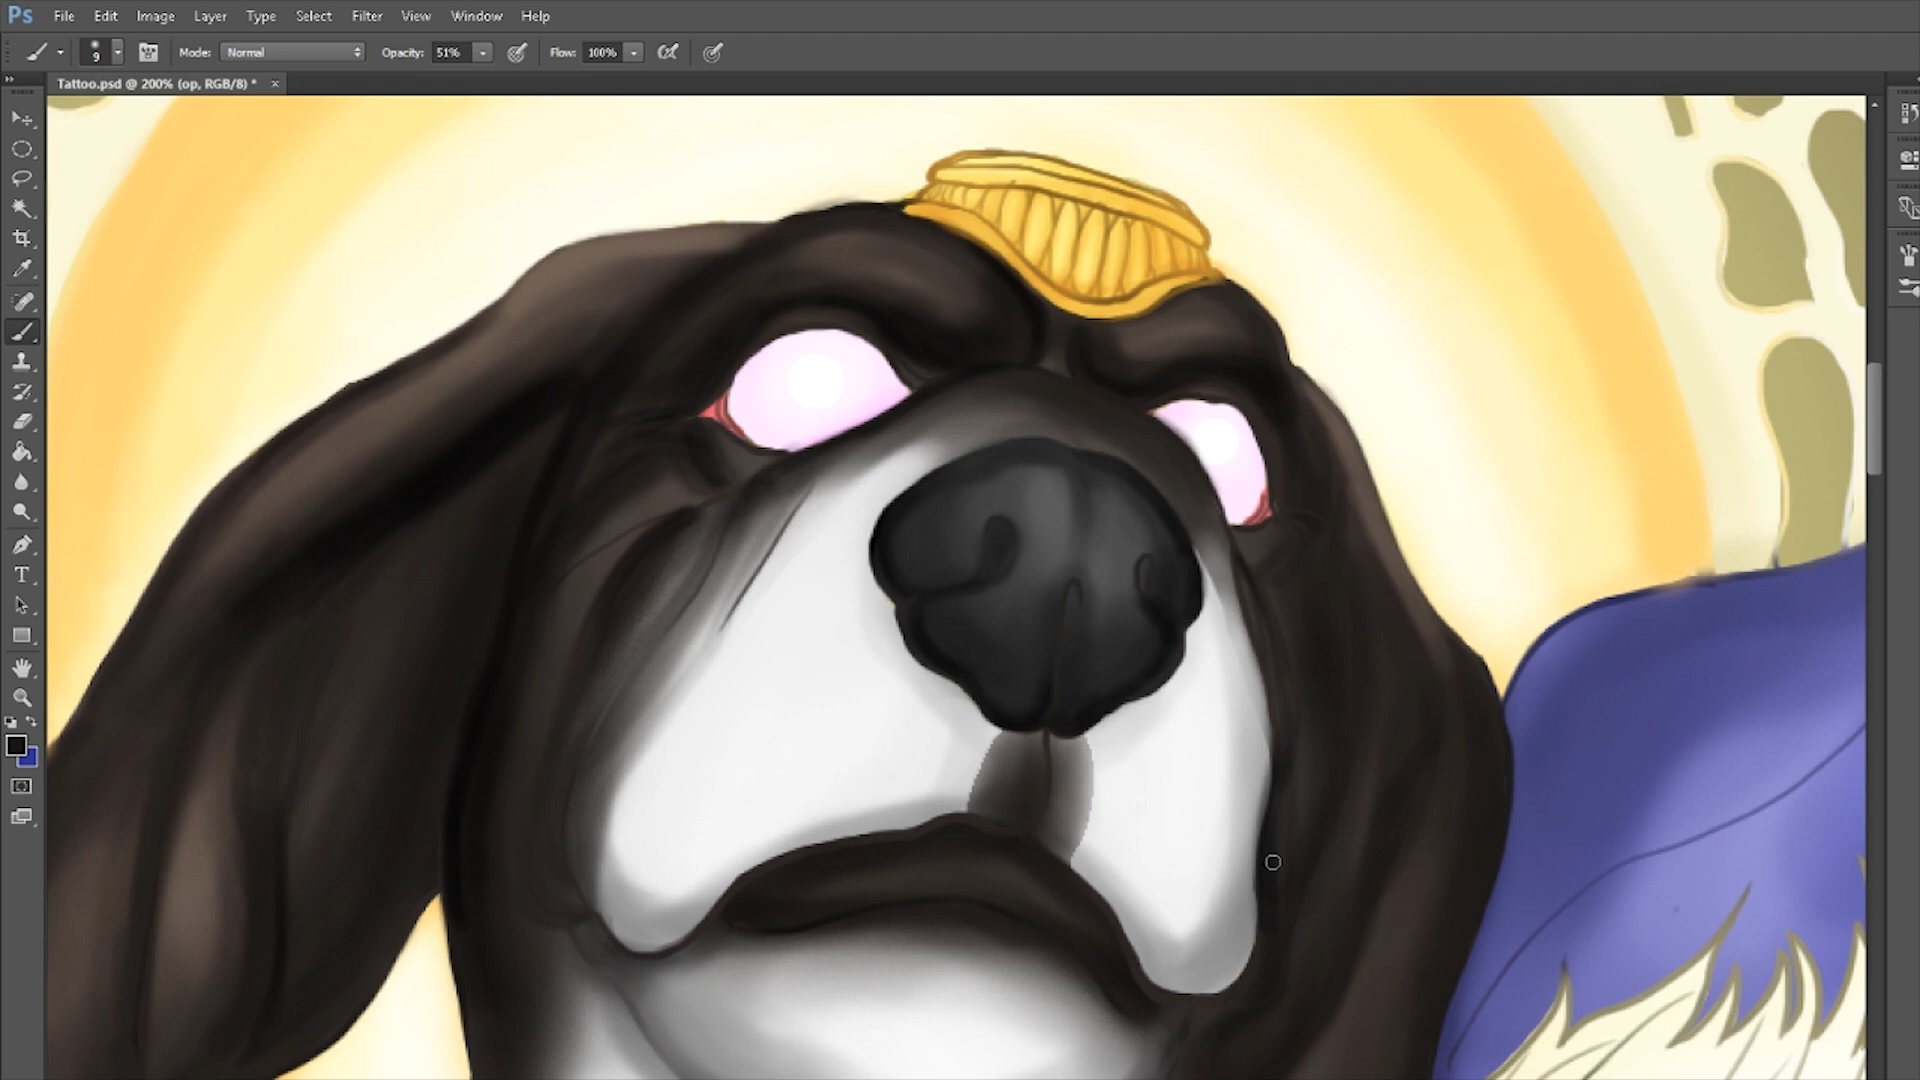 Ps File Edit Image Layer Type Select Filter View Window Help
9 Mode: Normal Opacity: 51% Flow: 100%
Tattoo.psd @ 200% (op, RGB/8) * ×
T